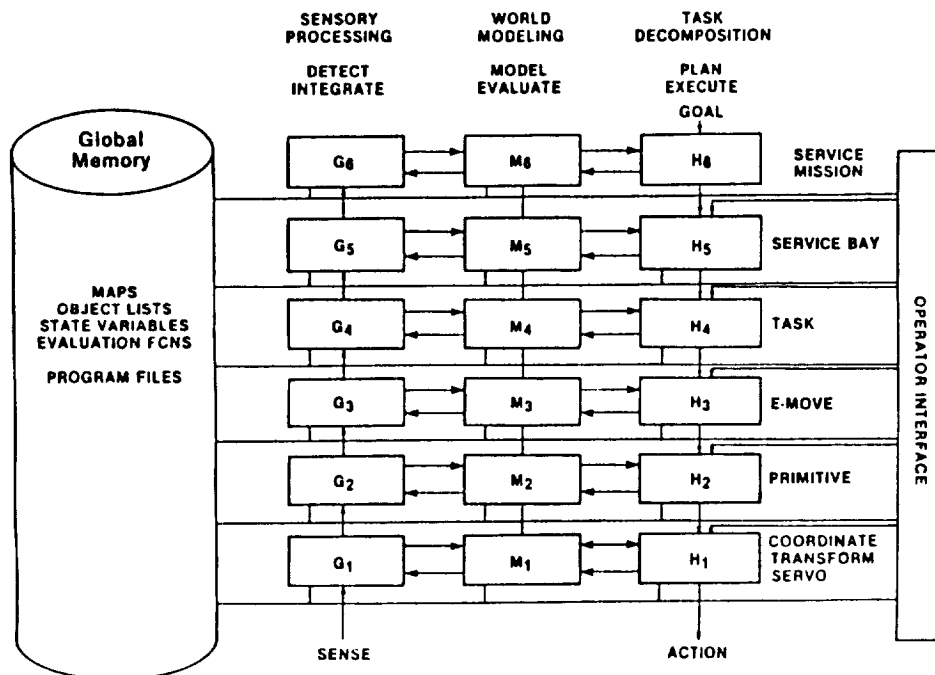 SENSORY PROCESSING
WORLD MODELING
TASK DECOMPOSITION
DETECT INTEGRATE
MODEL EVALUATE
PLAN EXECUTE
GOAL
Global Memory
MAPS
OBJECT LISTS
STATE VARIABLES
EVALUATION FCNS
PROGRAM FILES
G6
M6
H6
SERVICE MISSION
G5
M5
H5
SERVICE BAY
G4
M4
H4
TASK
G3
M3
H3
E-MOVE
G2
M2
H2
PRIMITIVE
G1
M1
H1
COORDINATE TRANSFORM SERVO
SENSE
ACTION
OPERATOR INTERFACE